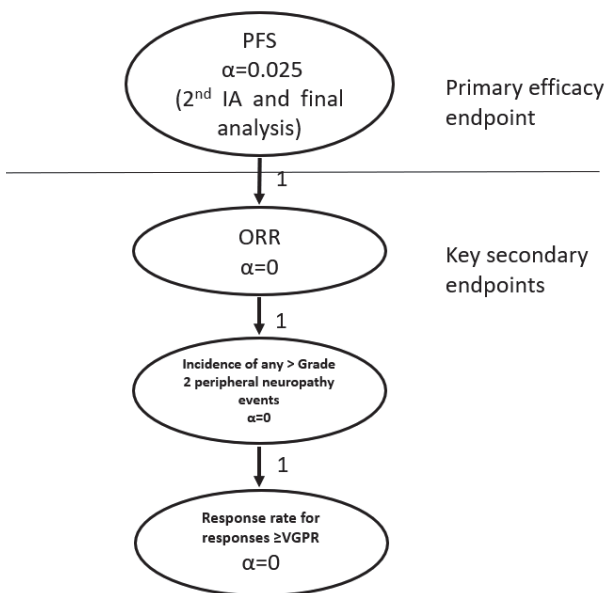 PFS
α=0.025
(2nd IA and final
analysis)
Primary efficacy
endpoint
1
ORR
α=0
Key secondary
endpoints
1
Incidence of any > Grade
2 peripheral neuropathy
events
α=0
1
Response rate for
responses ≥VGPR
α=0